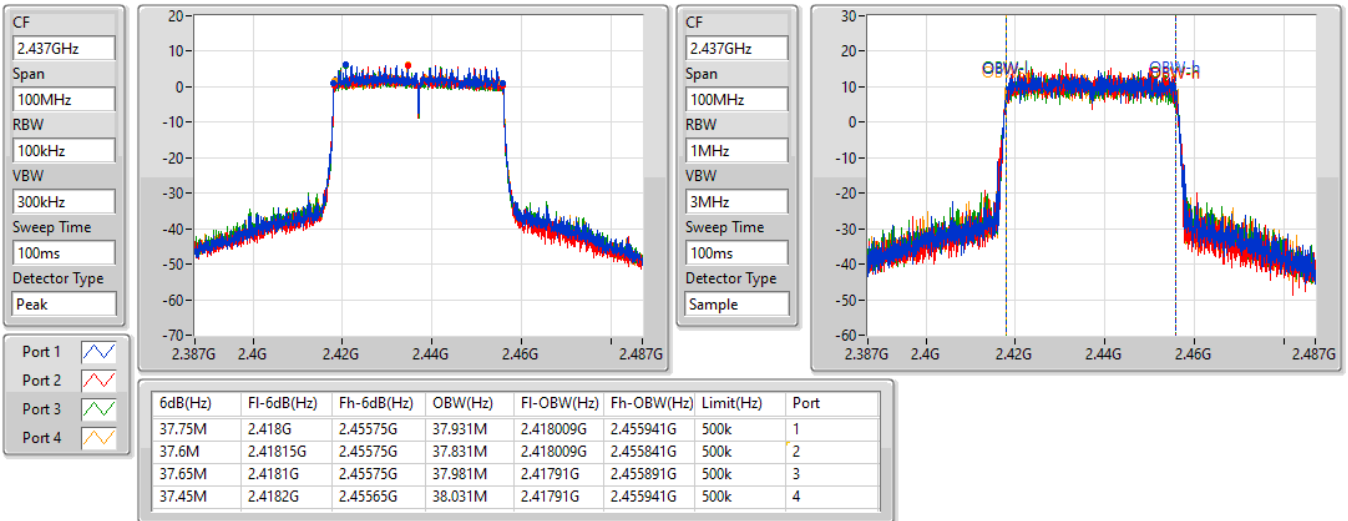 CF
2.437GHz
Span
100MHz
RBW
100kHz
VBW
300kHz
Sweep Time
100ms
Detector Type
Peak
20
10
0
-10
-20
-30
-40
-50
-60
-70
2.387G 2.4G 2.42G 2.44G 2.46G 2.487G
CF
2.437GHz
Span
100MHz
RBW
1MHz
VBW
3MHz
Sweep Time
100ms
Detector Type
Sample
30
20
10
0
-10
-20
-30
-40
-50
-60
OBW-l OBW-h
2.387G 2.4G 2.42G 2.44G 2.46G 2.487G
Port 1
Port 2
Port 3
Port 4
6dB(Hz) Fl-6dB(Hz) Fh-6dB(Hz) OBW(Hz) Fl-OBW(Hz) Fh-OBW(Hz) Limit(Hz) Port
37.75M 2.418G 2.45575G 37.931M 2.418009G 2.455941G 500k 1
37.6M 2.41815G 2.45575G 37.831M 2.418009G 2.455841G 500k 2
37.65M 2.4181G 2.45575G 37.981M 2.41791G 2.455891G 500k 3
37.45M 2.4182G 2.45565G 38.031M 2.41791G 2.455941G 500k 4